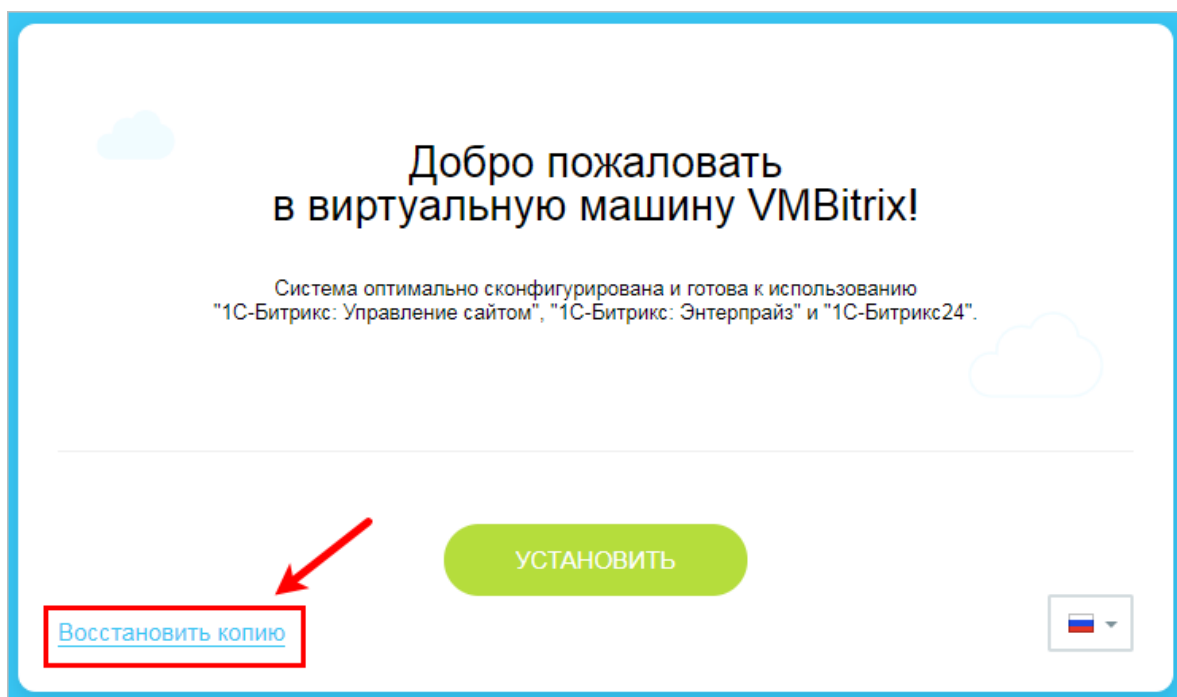 Добро пожаловать
в виртуальную машину VMBitrix!
Система оптимально сконфигурирована и готова к использованию
"1С-Битрикс: Управление сайтом", "1С-Битрикс: Энтерпрайз" и "1С-Битрикс24".
УСТАНОВИТЬ
Восстановить копию